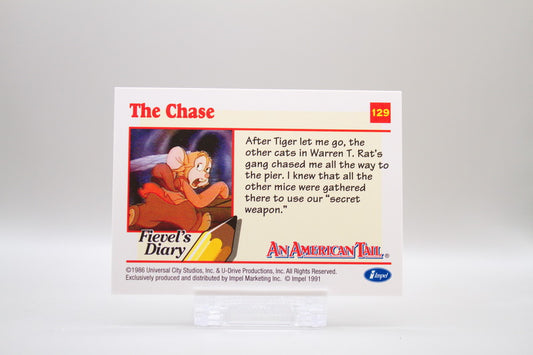 The Chase
129
After Tiger let me go, the
other cats in Warren T. Rat's
gang chased me all the way to
the pier. I knew that all the
other mice were gathered
there to use our "secret
weapon."
Fievel's
Diary
AN AMERICAN TAIL®
©1986 Universal City Studios, Inc. & U-Drive Productions, Inc. All Rights Reserved.
Exclusively produced and distributed by Impel Marketing Inc. © Impel 1991
Impel